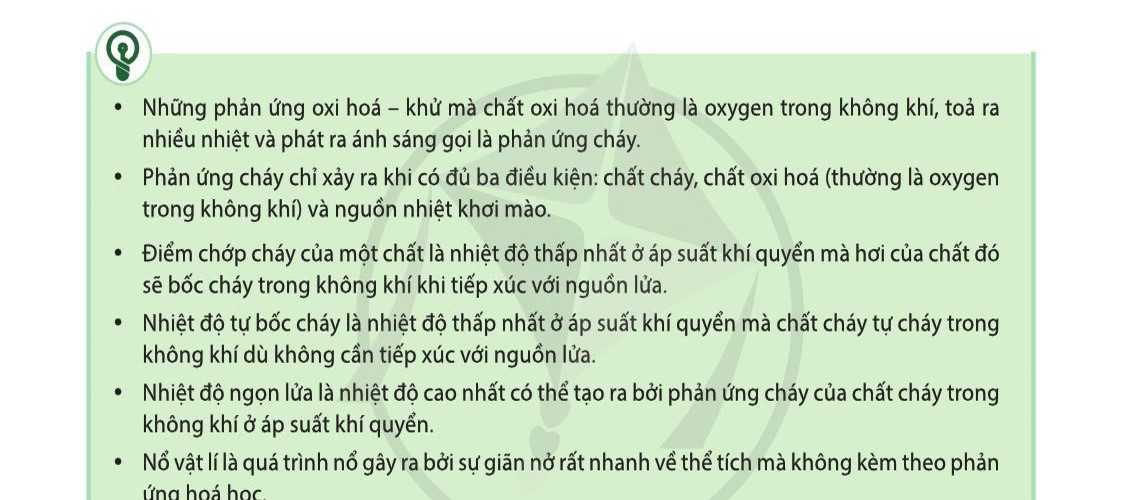 • Những phản ứng oxi hoá – khử mà chất oxi hoá thường là oxygen trong không khí, toả ra
nhiều nhiệt và phát ra ánh sáng gọi là phản ứng cháy.
• Phản ứng cháy chỉ xảy ra khi có đủ ba điều kiện: chất cháy, chất oxi hoá (thường là oxygen
trong không khí) và nguồn nhiệt khơi mào.
• Điểm chớp cháy của một chất là nhiệt độ thấp nhất ở áp suất khí quyển mà hơi của chất đó
sẽ bốc cháy trong không khí khi tiếp xúc với nguồn lửa.
• Nhiệt độ tự bốc cháy là nhiệt độ thấp nhất ở áp suất khí quyển mà chất cháy tự cháy trong
không khí dù không cần tiếp xúc với nguồn lửa.
• Nhiệt độ ngọn lửa là nhiệt độ cao nhất có thể tạo ra bởi phản ứng cháy của chất cháy trong
không khí ở áp suất khí quyển.
• Nổ vật lí là quá trình nổ gây ra bởi sự giãn nở rất nhanh về thể tích mà không kèm theo phản
ứng hoá học.